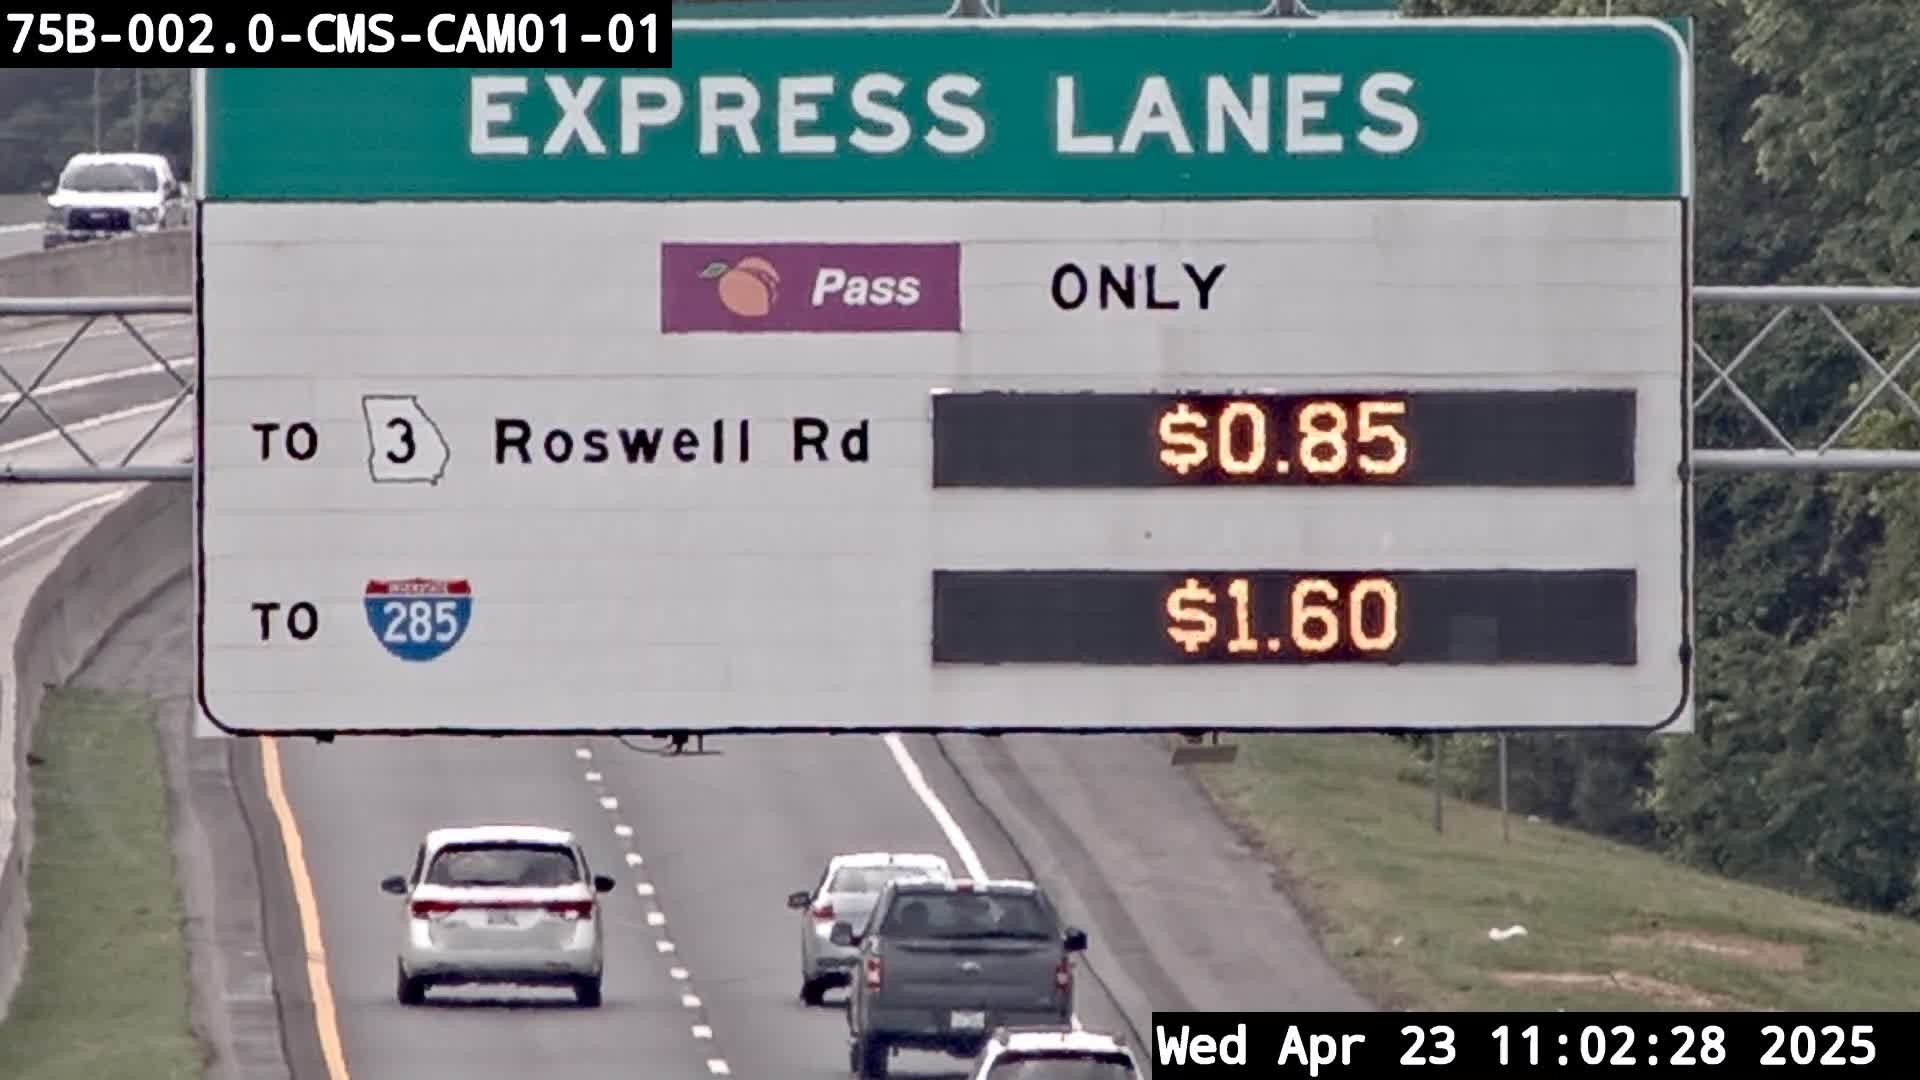 75B-002.0-CMS-CAM01-01
EXPRESS LANES
Pass ONLY
TO 3 Roswell Rd $0.85
TO 285 $1.60
Wed Apr 23 11:02:28 2025